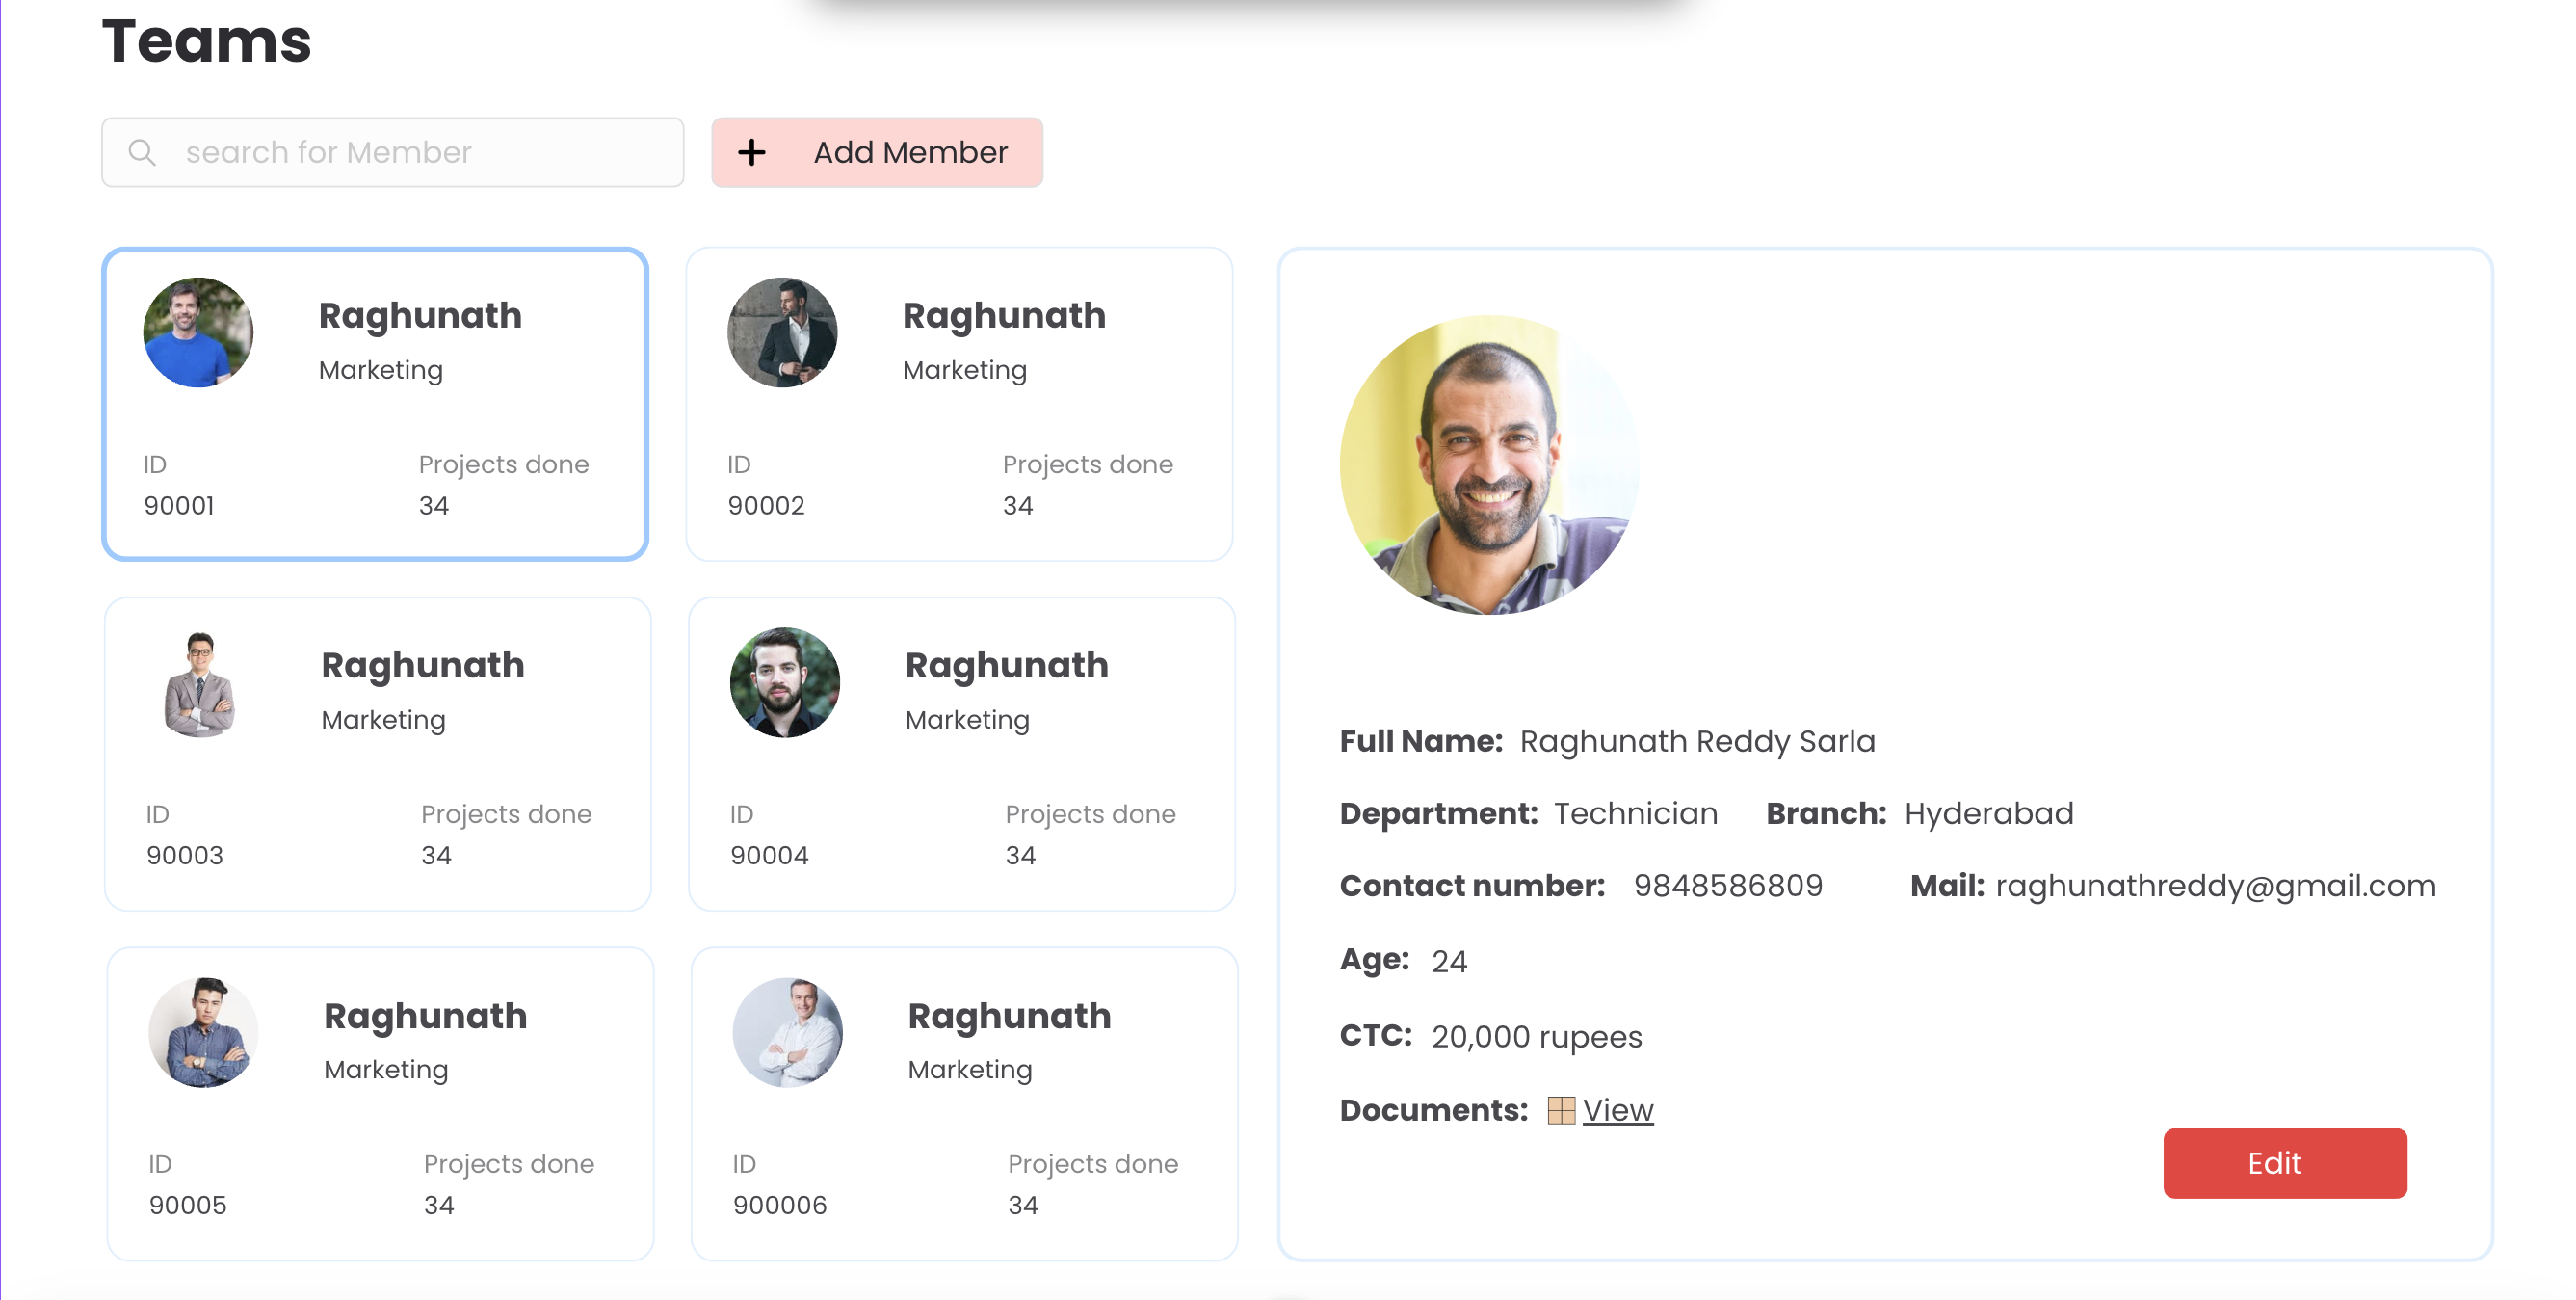 Teams
search for Member
+ Add Member
Raghunath
Marketing
ID Projects done
90001 34
Raghunath
Marketing
ID Projects done
90002 34
Raghunath
Marketing
ID Projects done
90003 34
Raghunath
Marketing
ID Projects done
90004 34
Raghunath
Marketing
ID Projects done
90005 34
Raghunath
Marketing
ID Projects done
900006 34
Full Name: Raghunath Reddy Sarla
Department: Technician Branch: Hyderabad
Contact number: 9848586809 Mail: raghunathreddy@gmail.com
Age: 24
CTC: 20,000 rupees
Documents: View
Edit